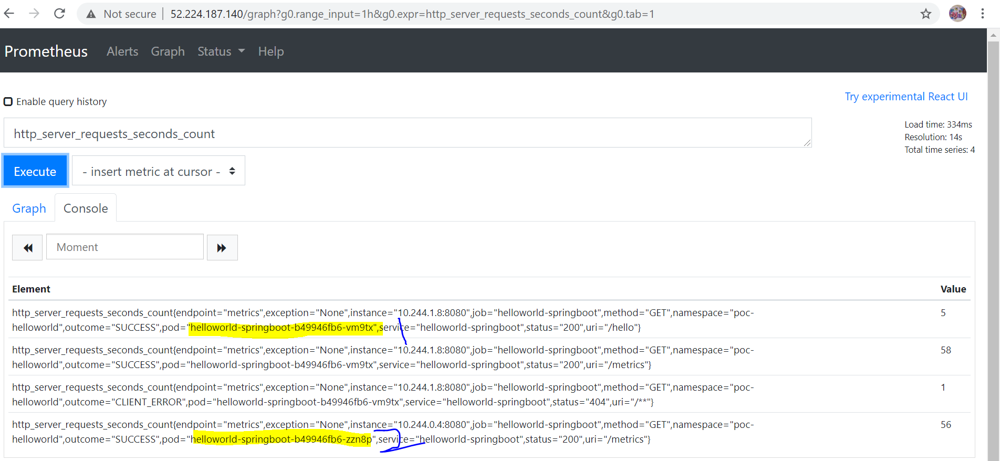 Not secure | 52.224.187.140/graph?g0.range_input=1h&g0.expr=http_server_requests_seconds_count&g0.tab=1
Prometheus Alerts Graph Status Help
Enable query history
Try experimental React UI
http_server_requests_seconds_count
Load time: 334ms
Resolution: 14s
Total time series: 4
Execute - insert metric at cursor -
Graph Console
Moment
Element Value
http_server_requests_seconds_count{endpoint="metrics",exception="None",instance="10.244.1.8:8080",job="helloworld-springboot",method="GET",namespace="poc- 5
helloworld",outcome="SUCCESS",pod="helloworld-springboot-b49946fb6-vm9tx",service="helloworld-springboot",status="200",uri="/hello"}
http_server_requests_seconds_count{endpoint="metrics",exception="None",instance="10.244.1.8:8080",job="helloworld-springboot",method="GET",namespace="poc- 58
helloworld",outcome="SUCCESS",pod="helloworld-springboot-b49946fb6-vm9tx",service="helloworld-springboot",status="200",uri="/metrics"}
http_server_requests_seconds_count{endpoint="metrics",exception="None",instance="10.244.1.8:8080",job="helloworld-springboot",method="GET",namespace="poc- 1
helloworld",outcome="CLIENT_ERROR",pod="helloworld-springboot-b49946fb6-vm9tx",service="helloworld-springboot",status="404",uri="/**"}
http_server_requests_seconds_count{endpoint="metrics",exception="None",instance="10.244.0.4:8080",job="helloworld-springboot",method="GET",namespace="poc- 56
helloworld",outcome="SUCCESS",pod="helloworld-springboot-b49946fb6-zzn8p",service="helloworld-springboot",status="200",uri="/metrics"}